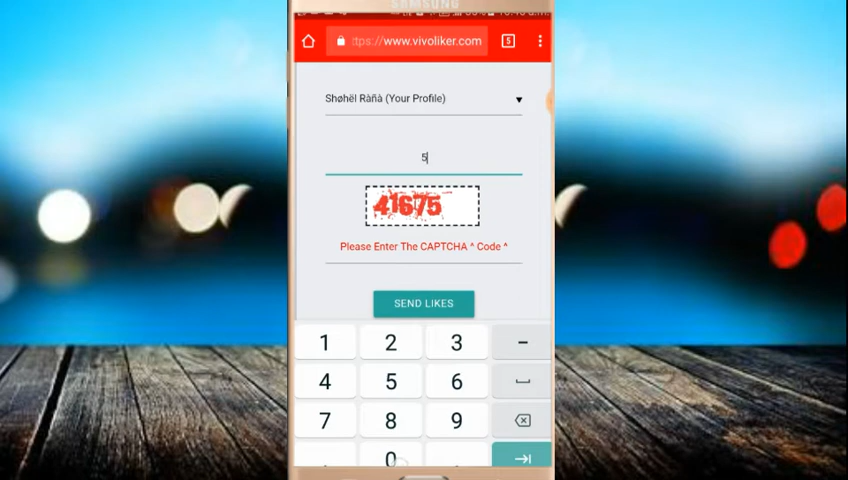 SAMSUNG
ttps://www.vivoliker.com
5
Shøhël Ràñà (Your Profile)
5
41675
Please Enter The CAPTCHA ^ Code ^
SEND LIKES
1 2 3 -
4 5 6
7 8 9
0